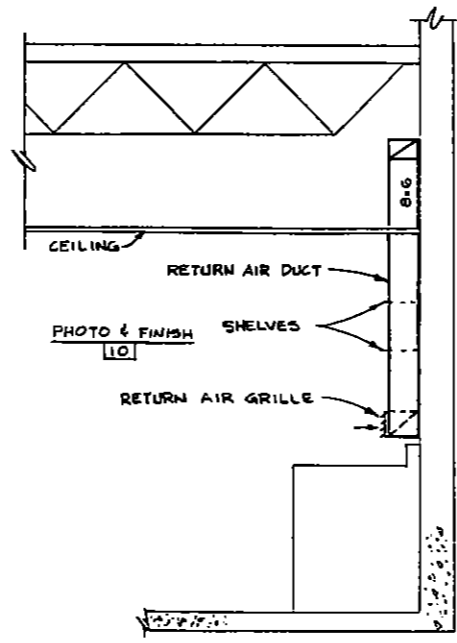 8×6
CEILING
RETURN AIR DUCT
PHOTO & FINISH
10
SHELVES
RETURN AIR GRILLE